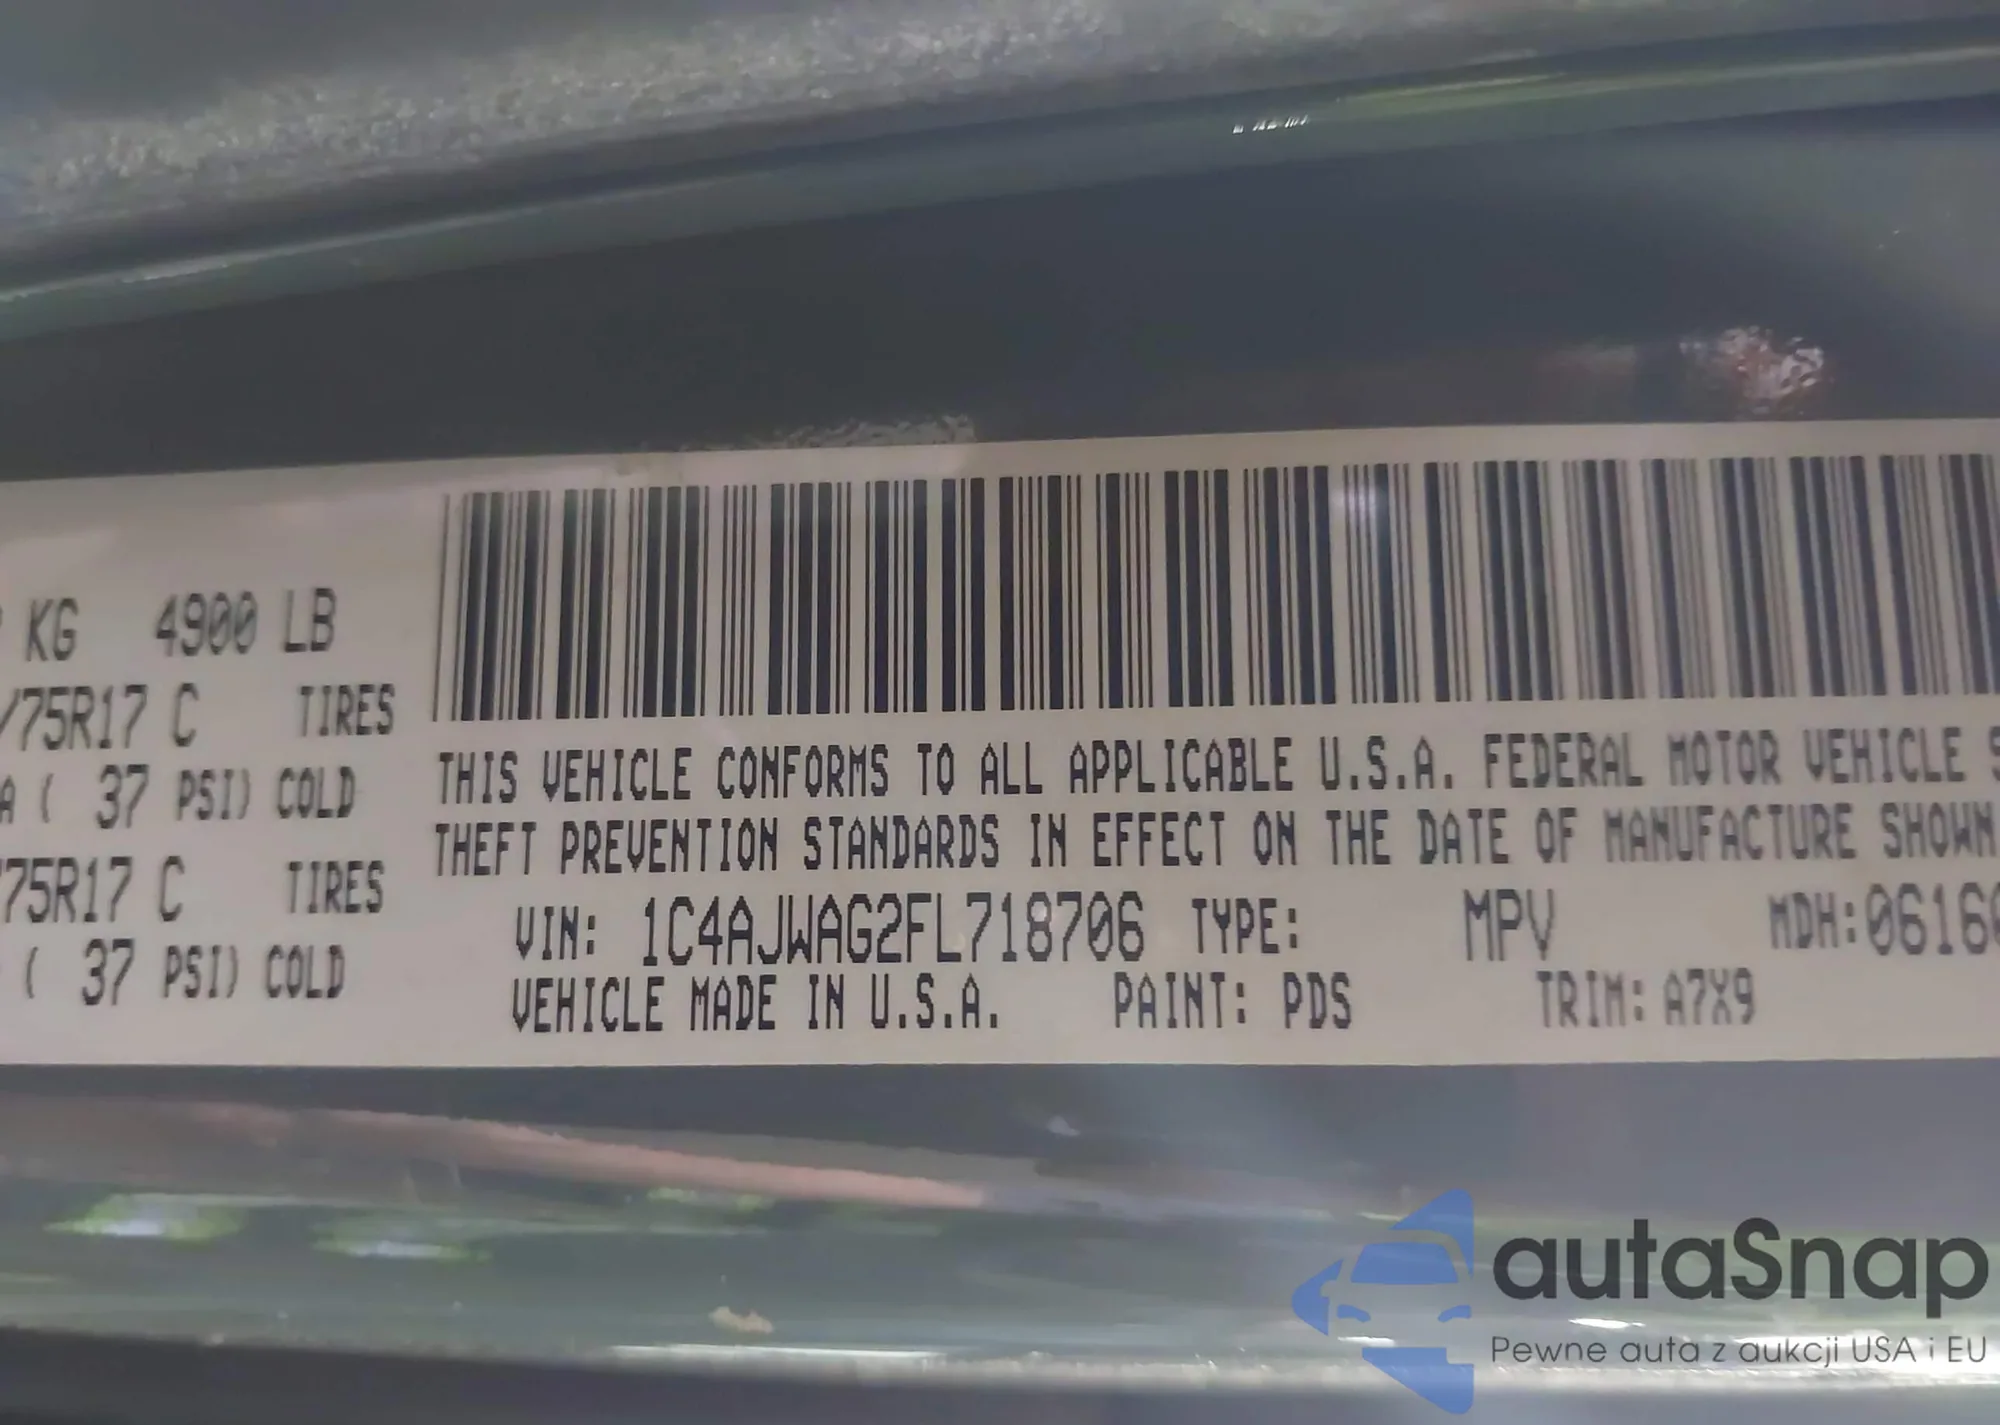 KG 4900 LB
/75R17 C TIRES
A ( 37 PSI) COLD
75R17 C TIRES
( 37 PSI) COLD
THIS VEHICLE CONFORMS TO ALL APPLICABLE U.S.A. FEDERAL MOTOR VEHICLE S
THEFT PREVENTION STANDARDS IN EFFECT ON THE DATE OF MANUFACTURE SHOWN
VIN: 1C4AJWAG2FL718706 TYPE: MPV MDH:06160
VEHICLE MADE IN U.S.A. PAINT: PDS TRIM: A7X9
autaSnap
Pewne auta z aukcji USA i EU